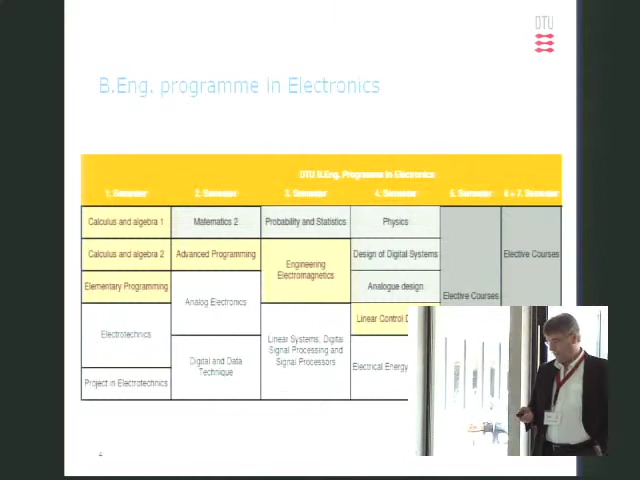 DTU
B.Eng. programme in Electronics
DTU B.Eng. Programme in Electronics
1. Semester 2. Semester 3. Semester 4. Semester 5. Semester 6 + 7. Semester
Calculus and algebra 1 Matematics 2 Probability and Statistics Physics
Calculus and algebra 2 Advanced Programming Engineering Electromagnetics Design of Digital Systems Elective Courses
Elementary Programming Analog Electronics Analogue design Elective Courses
Electrotechnics Linear Systems: Digital Signal Processing and Signal Processors Linear Control D
Digital and Data Technique Electrical Energy
Project in Electrotechnics